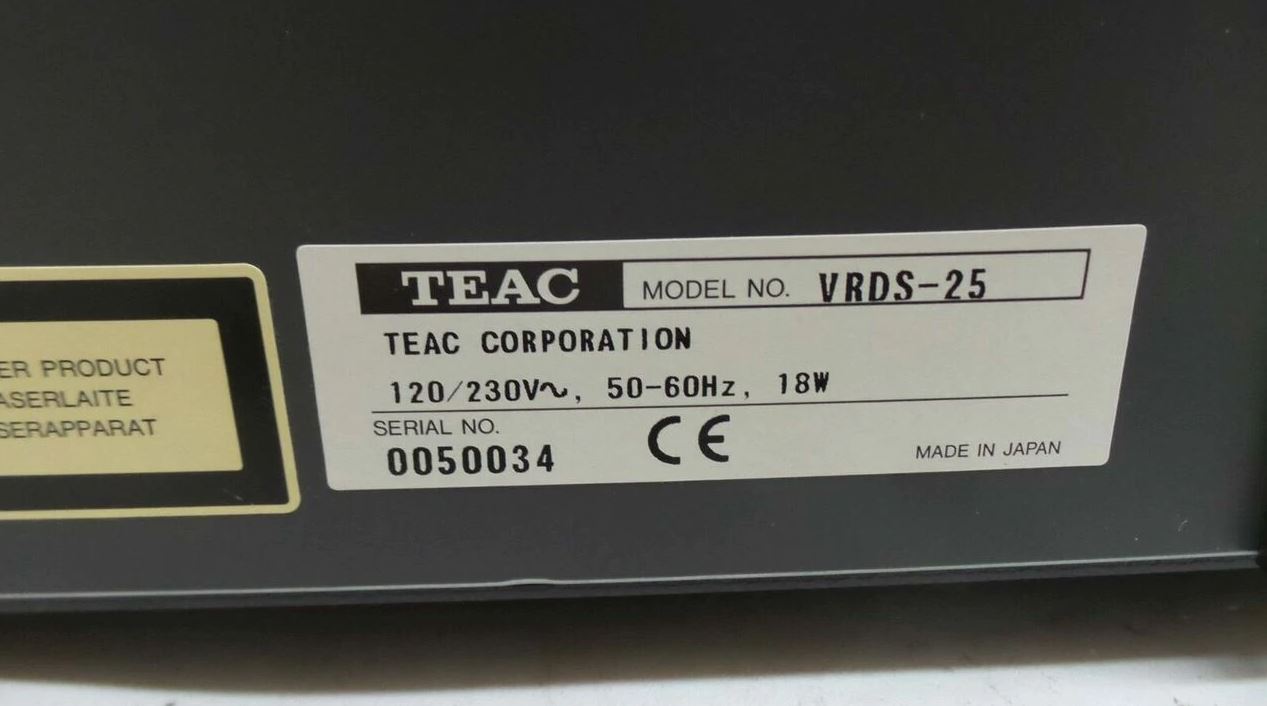 ER PRODUCT
ASERLAITE
SERAPPARAT
TEAC MODEL NO. VRDS-25
TEAC CORPORATION
120/230V~, 50-60Hz, 18W
SERIAL NO.
0050034
CE
MADE IN JAPAN